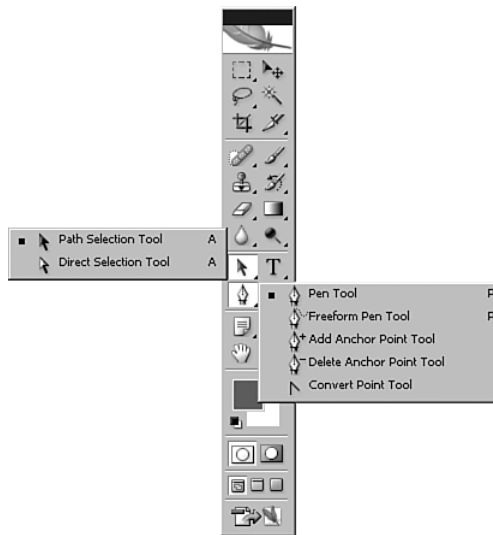 Path Selection Tool A
Direct Selection Tool A
T
Pen Tool P
Freeform Pen Tool P
Add Anchor Point Tool
Delete Anchor Point Tool
Convert Point Tool